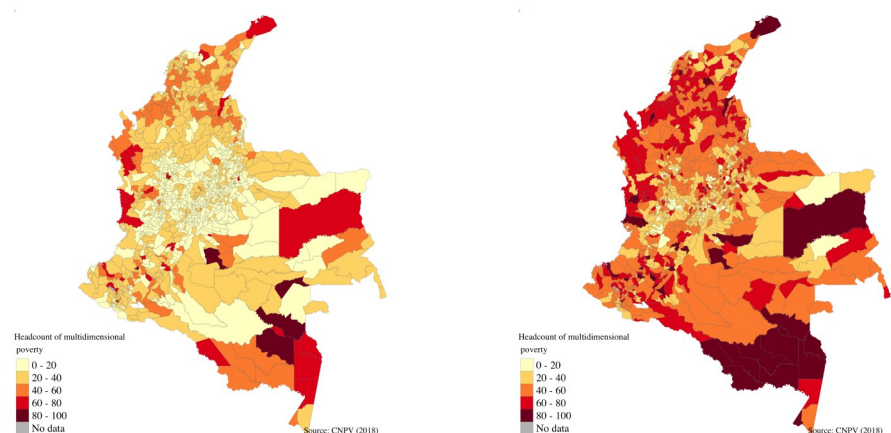 Headcount of multidimensional
poverty
0 - 20
20 - 40
40 - 60
60 - 80
80 - 100
No data
Source: CNPV (2018)
Headcount of multidimensional
poverty
0 - 20
20 - 40
40 - 60
60 - 80
80 - 100
No data
Source: CNPV (2018)